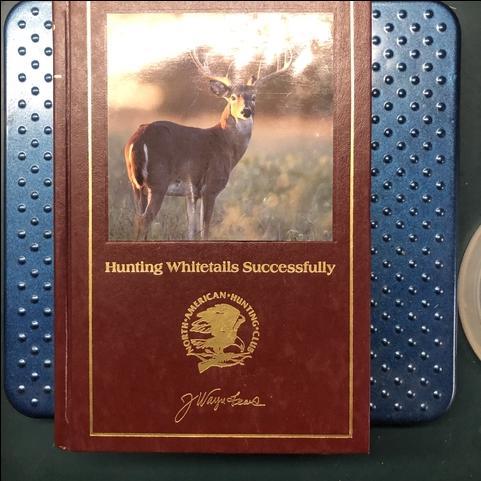 Hunting Whitetails Successfully
NORTH • AMERICAN • HUNTING • CLUB
J Wayne Fears